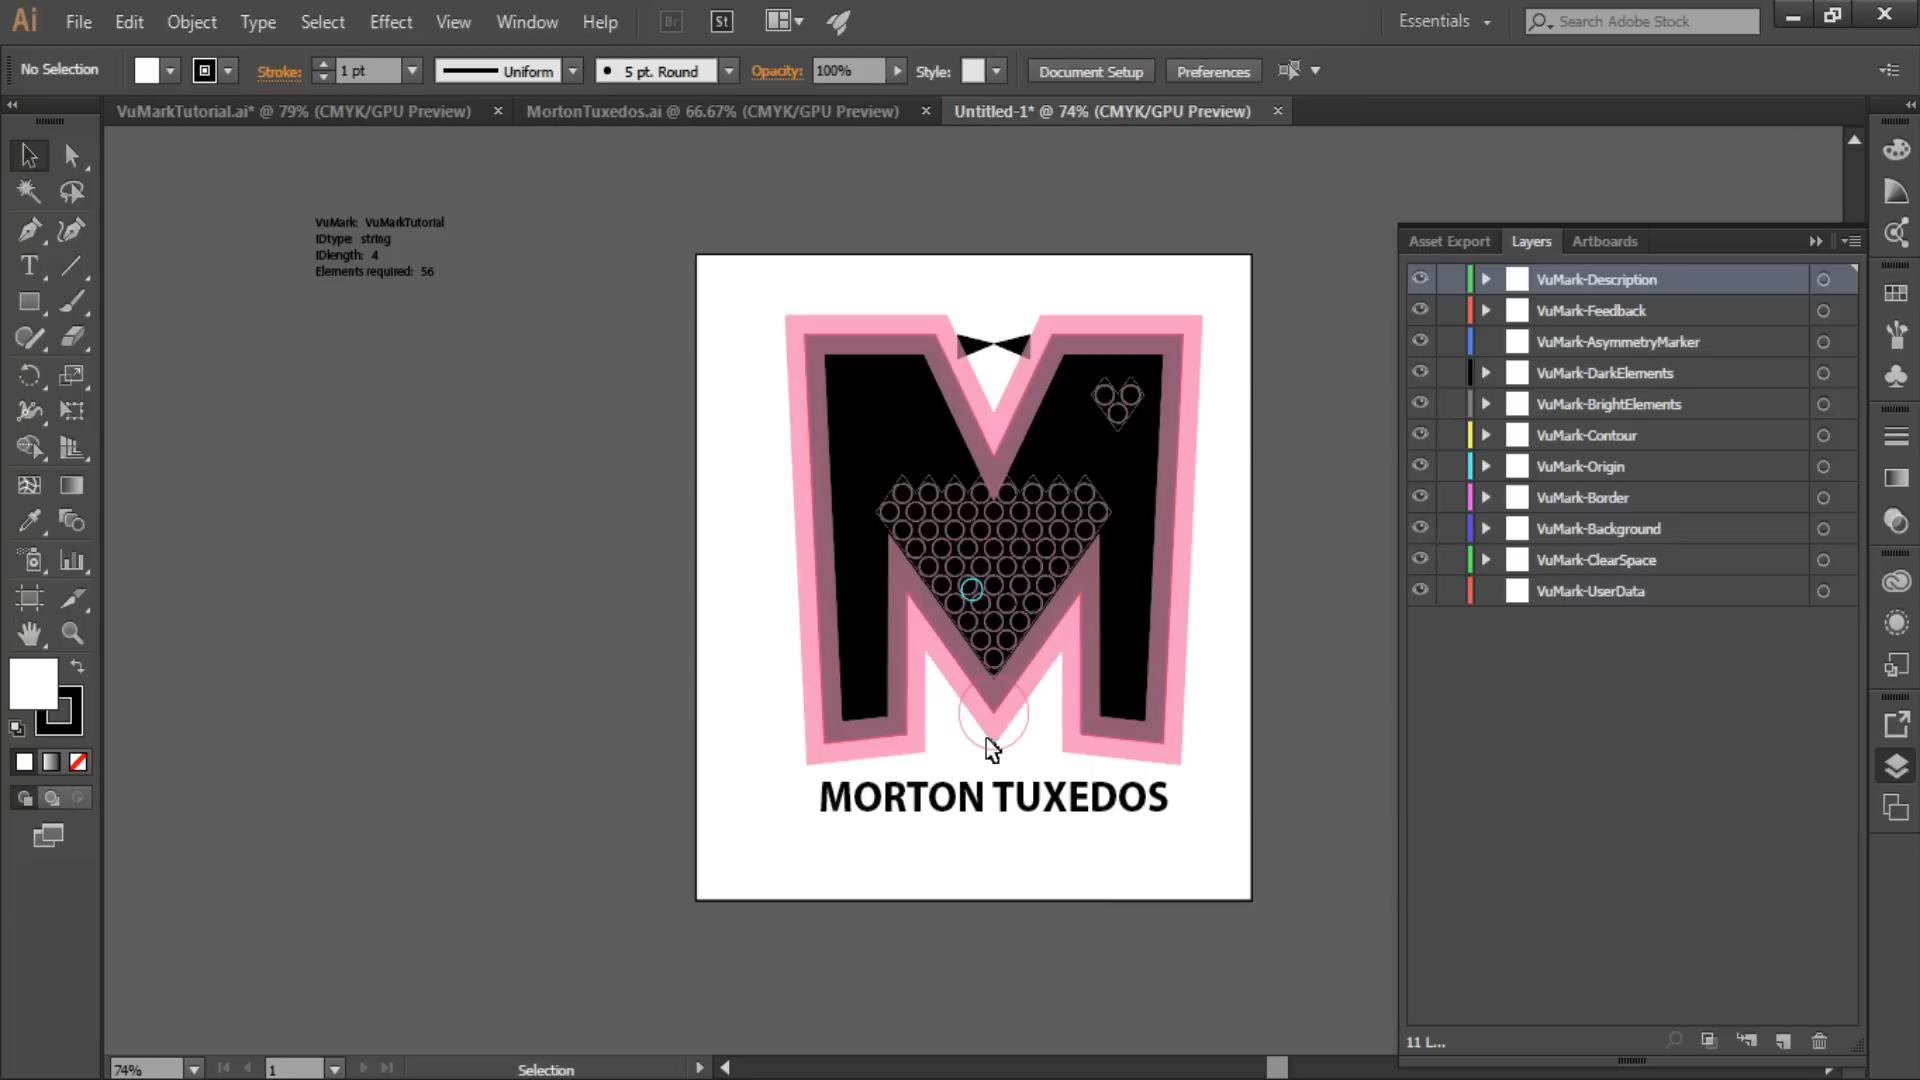 Ai File Edit Object Type Select Effect View Window Help Br St Essentials Search Adobe Stock
No Selection Stroke: 1 pt Uniform 5 pt. Round Opacity: 100% Style: Document Setup Preferences
VuMarkTutorial.ai* @ 79% (CMYK/GPU Preview) MortonTuxedos.ai @ 66.67% (CMYK/GPU Preview) Untitled-1* @ 74% (CMYK/GPU Preview)
VuMark: VuMarkTutorial
IDtype: string
IDlength: 4
Elements required: 56
M
MORTON TUXEDOS
Asset Export Layers Artboards
VuMark-Description
VuMark-Feedback
VuMark-AsymmetryMarker
VuMark-DarkElements
VuMark-BrightElements
VuMark-Contour
VuMark-Origin
VuMark-Border
VuMark-Background
VuMark-ClearSpace
VuMark-UserData
11 L...
74% 1 Selection